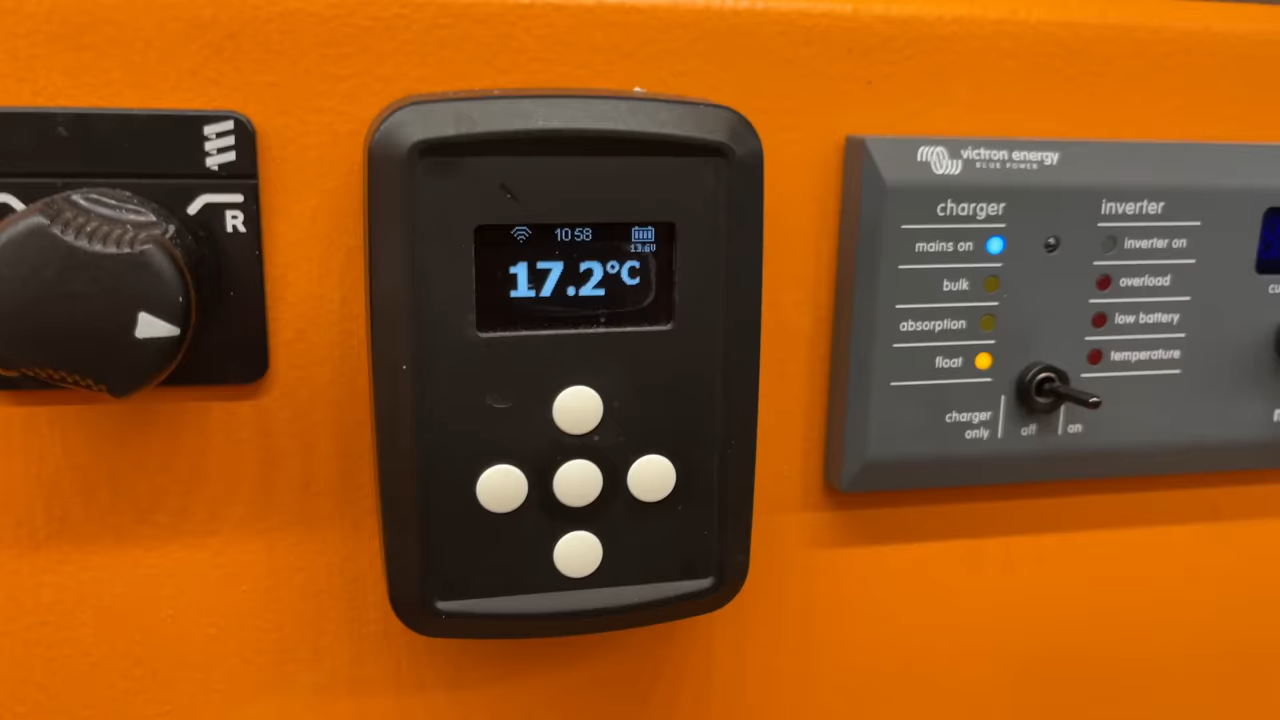 R
10 58
13.6V
17.2°C
victron energy
BLUE POWER
charger
mains on
bulk
absorption
float
charger
only
off
on
inverter
inverter on
overload
low battery
temperature